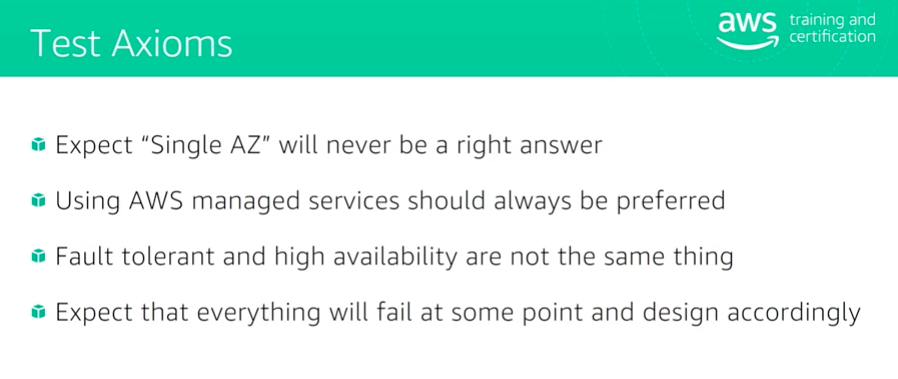 Test Axioms
aws
training and
certification
Expect “Single AZ” will never be a right answer
Using AWS managed services should always be preferred
Fault tolerant and high availability are not the same thing
Expect that everything will fail at some point and design accordingly